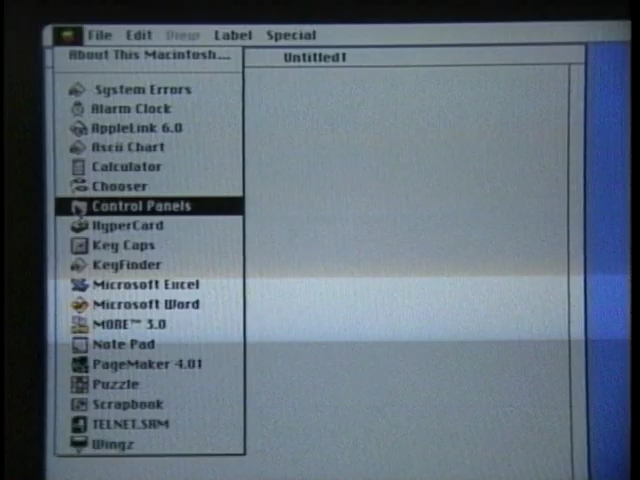 File Edit View Label Special
About This Macintosh...
Untitled1
System Errors
Alarm Clock
AppleLink 6.0
Ascii Chart
Calculator
Chooser
Control Panels
HyperCard
Key Caps
KeyFinder
Microsoft Excel
Microsoft Word
MORE™ 3.0
Note Pad
PageMaker 4.01
Puzzle
Scrapbook
TELNET.SRM
Wingz